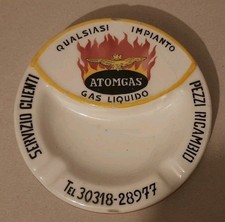 QUALSIASI IMPIANTO
ATOMGAS
GAS LIQUIDO
SERVIZIO CLIENTI
PEZZI RICAMBIO
TEL 30318-28977